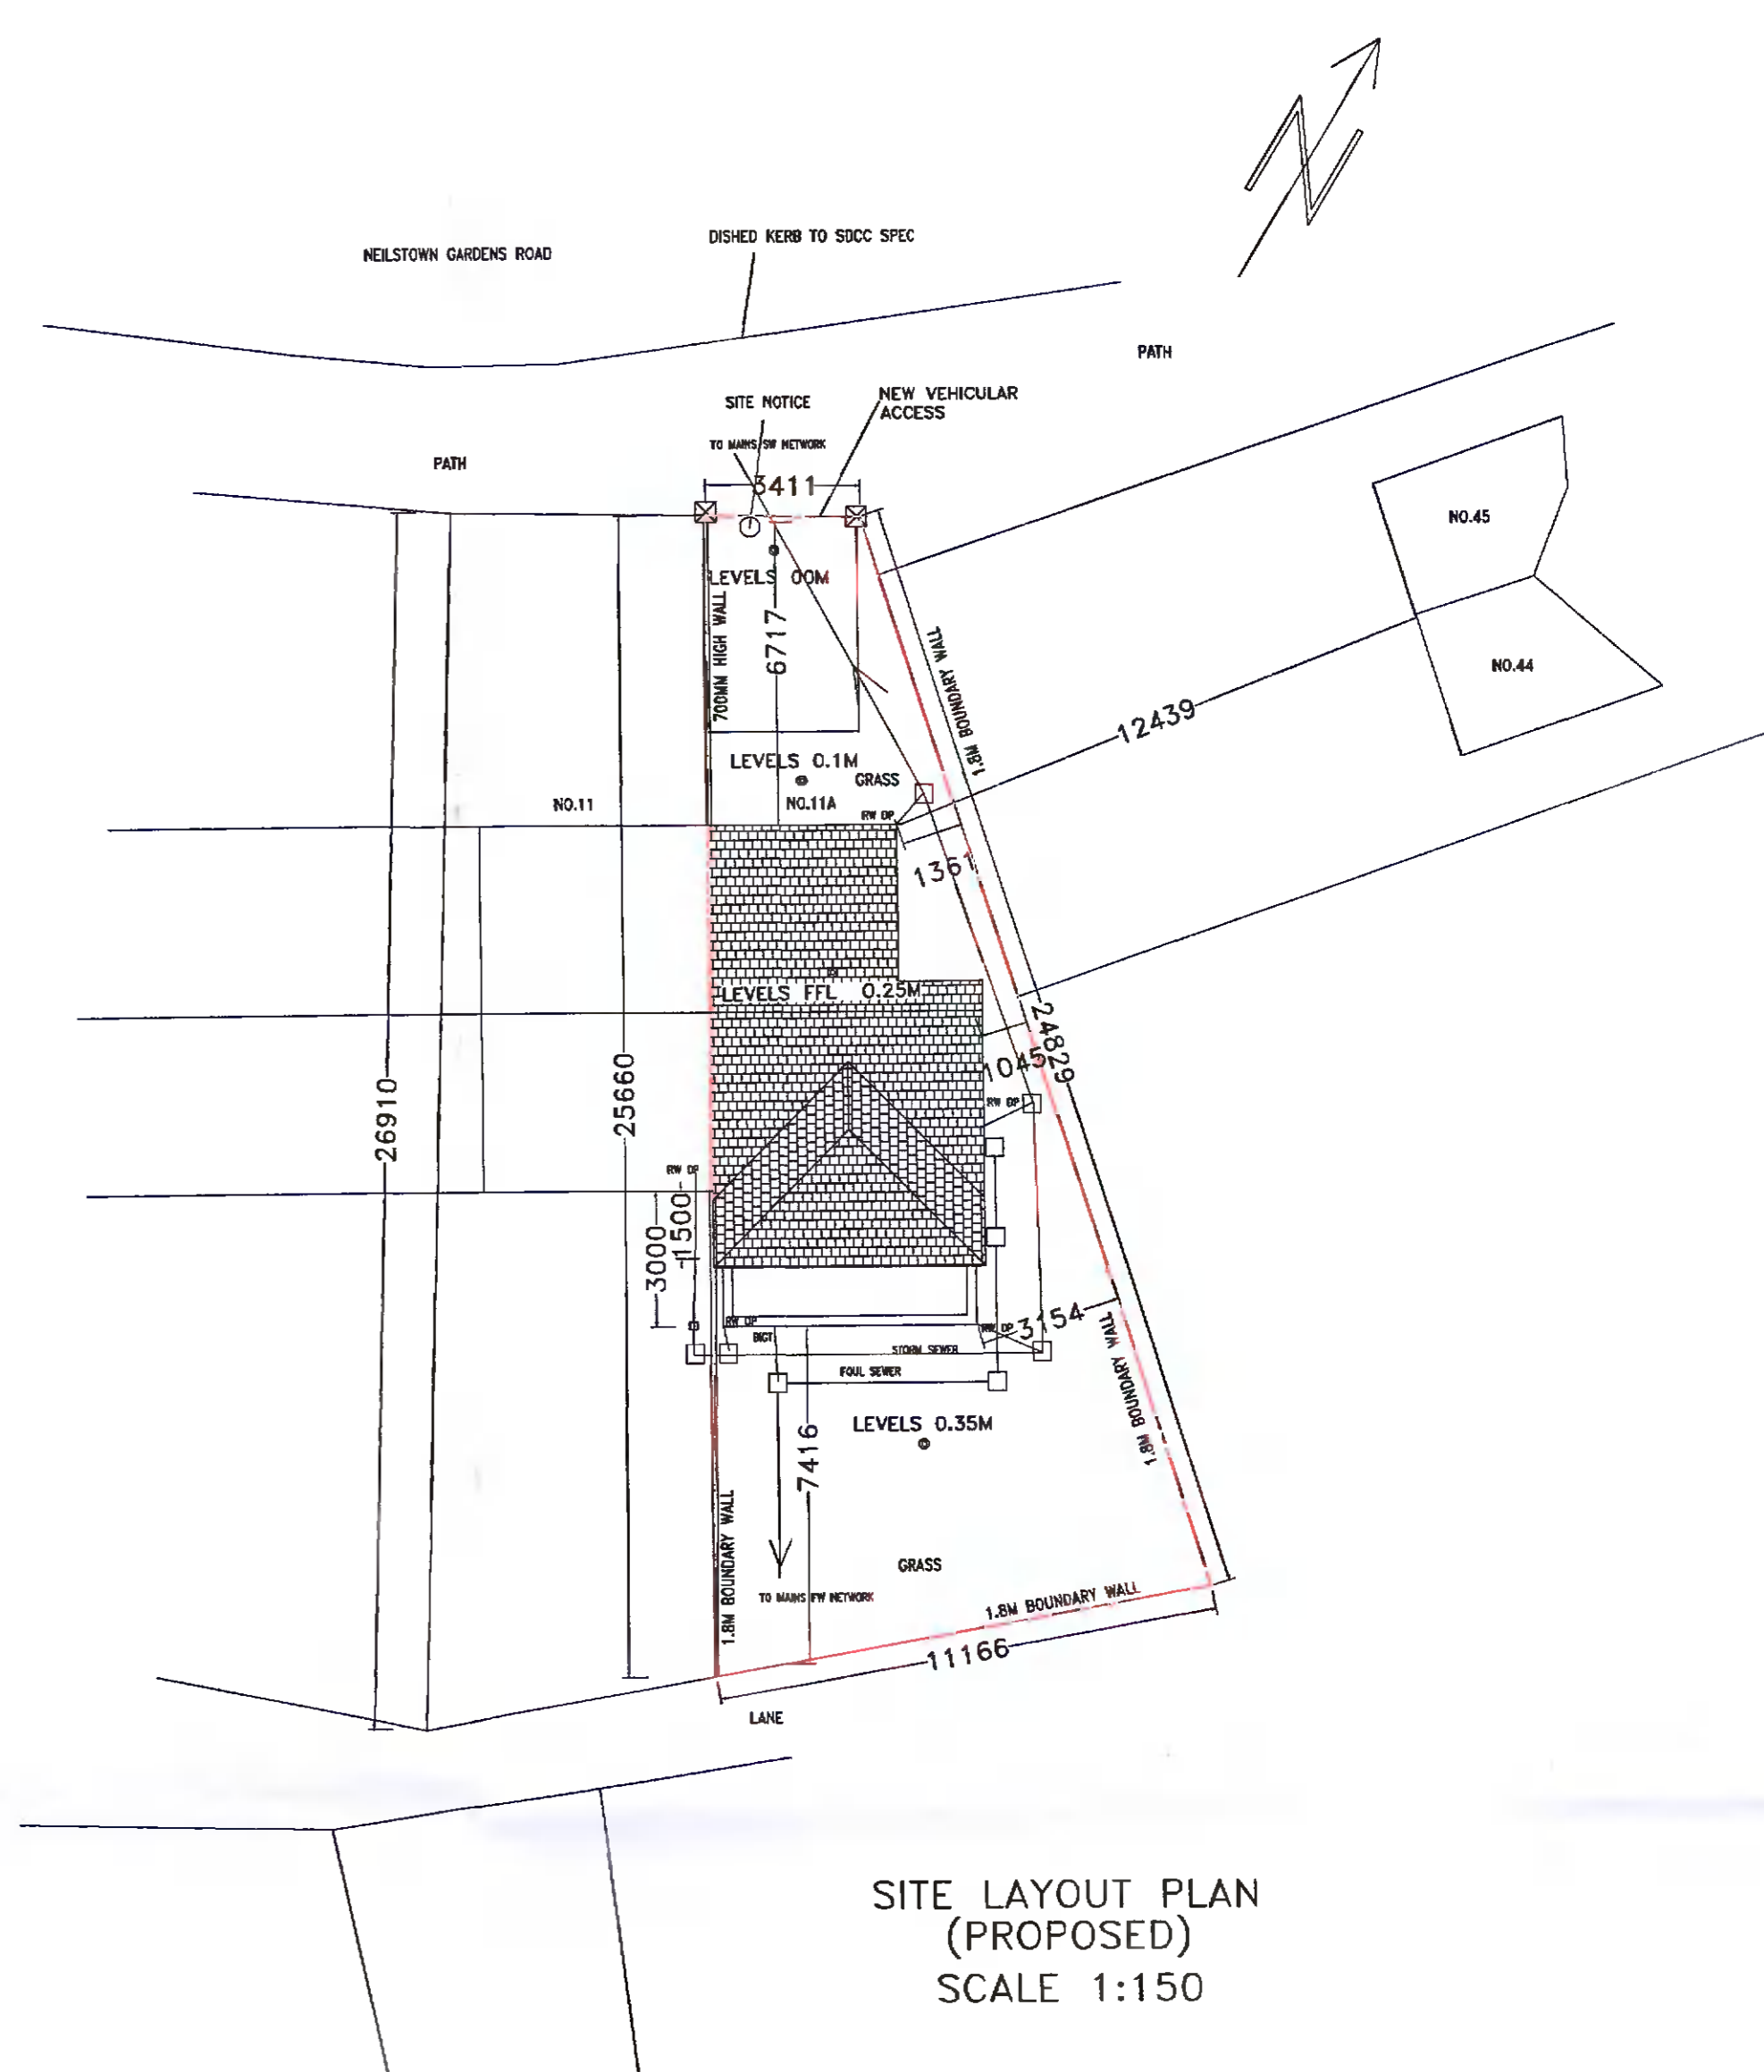 N
NEILSTOWN GARDENS ROAD
DISHED KERB TO SDCC SPEC
PATH
SITE NOTICE
NEW VEHICULAR
ACCESS
TO MAINS SW NETWORK
PATH
3411
NO.45
LEVELS 00M
700MM HIGH WALL
6717
1.8M BOUNDARY WALL
NO.44
12439
LEVELS 0.1M
GRASS
NO.11
NO.11A
RW DP
1361
LEVELS FFL 0.25M
24829
1045
26910
25660
RW DP
RW DP
1500
3000
3154
RW DP
RW DP
BIGT
STORM SEWER
FOUL SEWER
1.8M BOUNDARY WALL
LEVELS 0.35M
7416
1.8M BOUNDARY WALL
GRASS
TO MAINS FW NETWORK
1.8M BOUNDARY WALL
11166
LANE
SITE LAYOUT PLAN
(PROPOSED)
SCALE 1:150